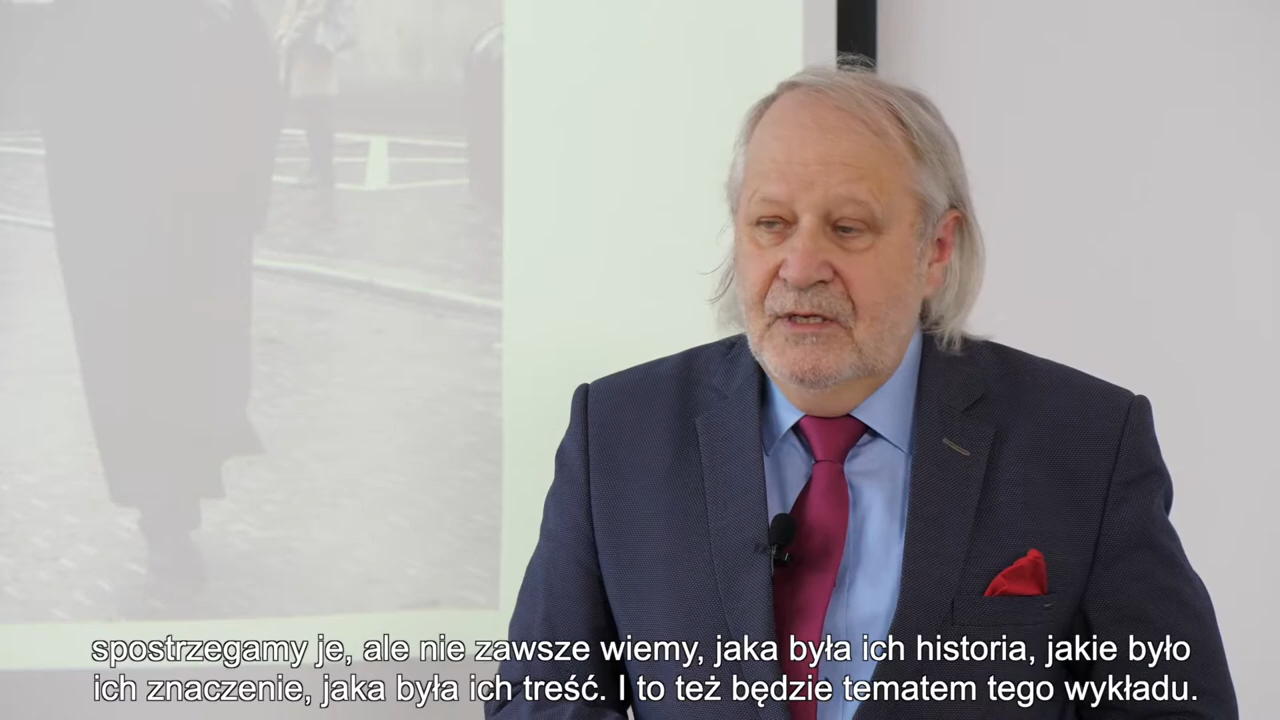 spostrzegamy je, ale nie zawsze wiemy, jaka była ich historia, jakie było
ich znaczenie, jaka była ich treść. I to też będzie tematem tego wykładu.